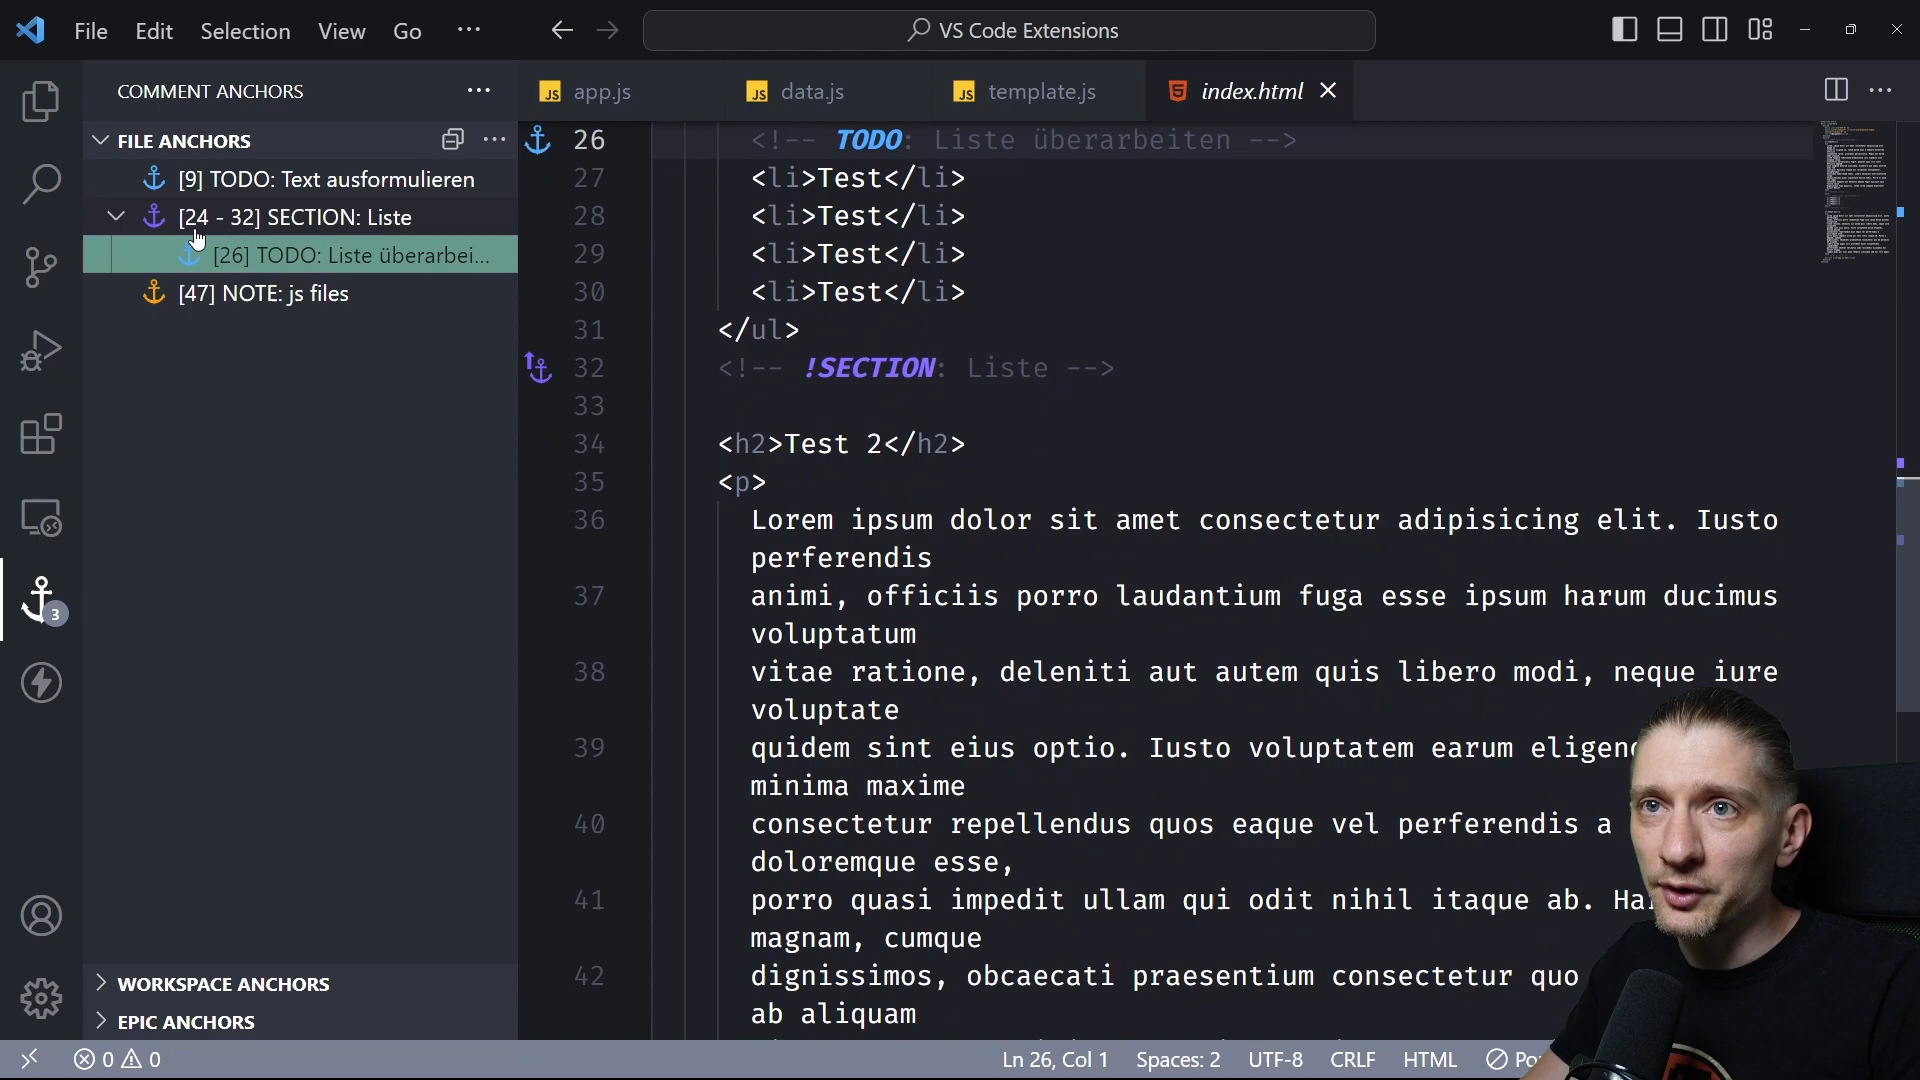 File Edit Selection View Go ···
VS Code Extensions
COMMENT ANCHORS ···
FILE ANCHORS ···
[9] TODO: Text ausformulieren
[24 - 32] SECTION: Liste
[26] TODO: Liste überarbei...
[47] NOTE: js files
3
WORKSPACE ANCHORS
EPIC ANCHORS
JS app.js
JS data.js
JS template.js
5 index.html
26 <!-- TODO: Liste überarbeiten -->
27 <li>Test</li>
28 <li>Test</li>
29 <li>Test</li>
30 <li>Test</li>
31 </ul>
32 <!-- !SECTION: Liste -->
33
34 <h2>Test 2</h2>
35 <p>
36 Lorem ipsum dolor sit amet consectetur adipisicing elit. Iusto
perferendis
37 animi, officiis porro laudantium fuga esse ipsum harum ducimus
voluptatum
38 vitae ratione, deleniti aut autem quis libero modi, neque iure
voluptate
39 quidem sint eius optio. Iusto voluptatem earum eligen
minima maxime
40 consectetur repellendus quos eaque vel perferendis a
doloremque esse,
41 porro quasi impedit ullam qui odit nihil itaque ab. Ha
magnam, cumque
42 dignissimos, obcaecati praesentium consectetur quo
ab aliquam
0 0 Ln 26, Col 1 Spaces: 2 UTF-8 CRLF HTML Po